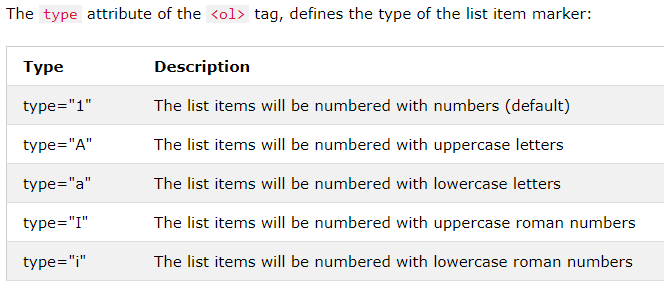 The type attribute of the <ol> tag, defines the type of the list item marker:
Type Description
type="1" The list items will be numbered with numbers (default)
type="A" The list items will be numbered with uppercase letters
type="a" The list items will be numbered with lowercase letters
type="I" The list items will be numbered with uppercase roman numbers
type="i" The list items will be numbered with lowercase roman numbers